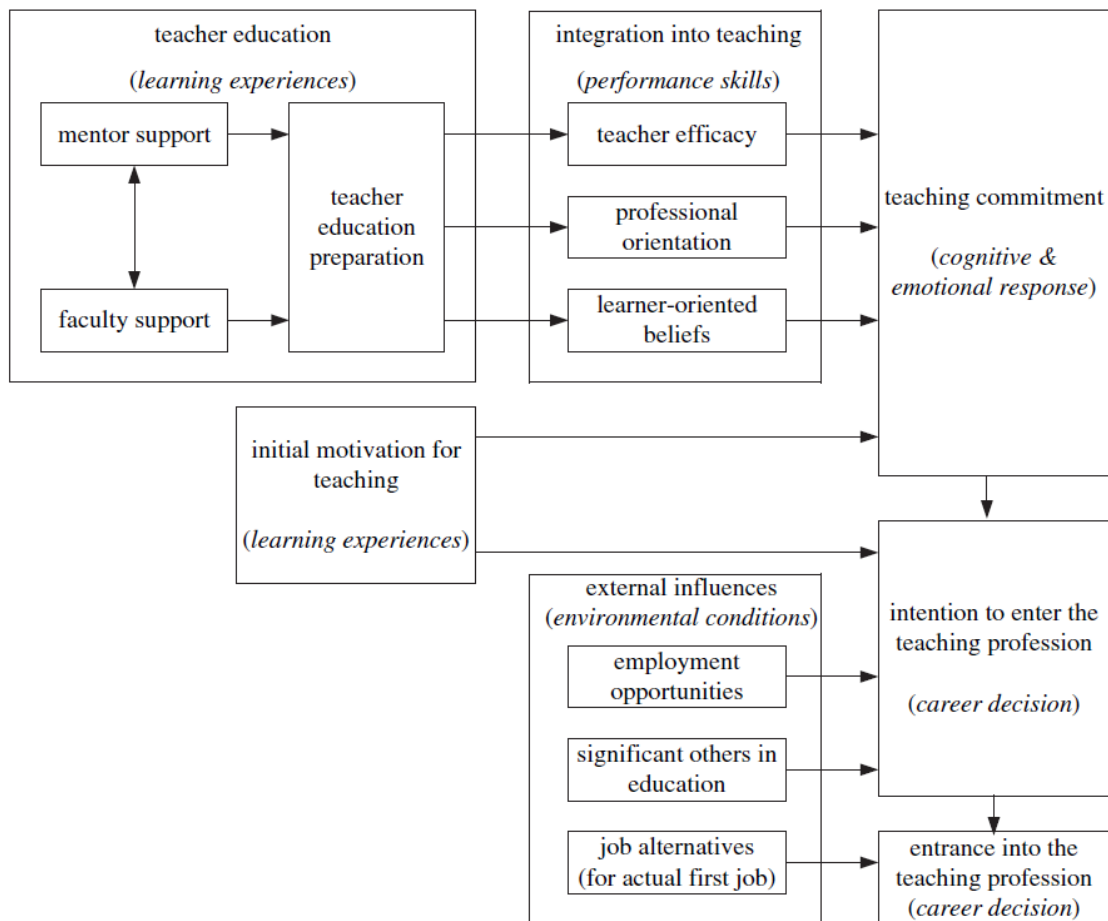 teacher education
(learning experiences)
mentor support
faculty support
teacher
education
preparation
integration into teaching
(performance skills)
teacher efficacy
professional
orientation
learner-oriented
beliefs
teaching commitment
(cognitive &
emotional response)
initial motivation for
teaching
(learning experiences)
external influences
(environmental conditions)
employment
opportunities
significant others in
education
job alternatives
(for actual first job)
intention to enter the
teaching profession
(career decision)
entrance into the
teaching profession
(career decision)